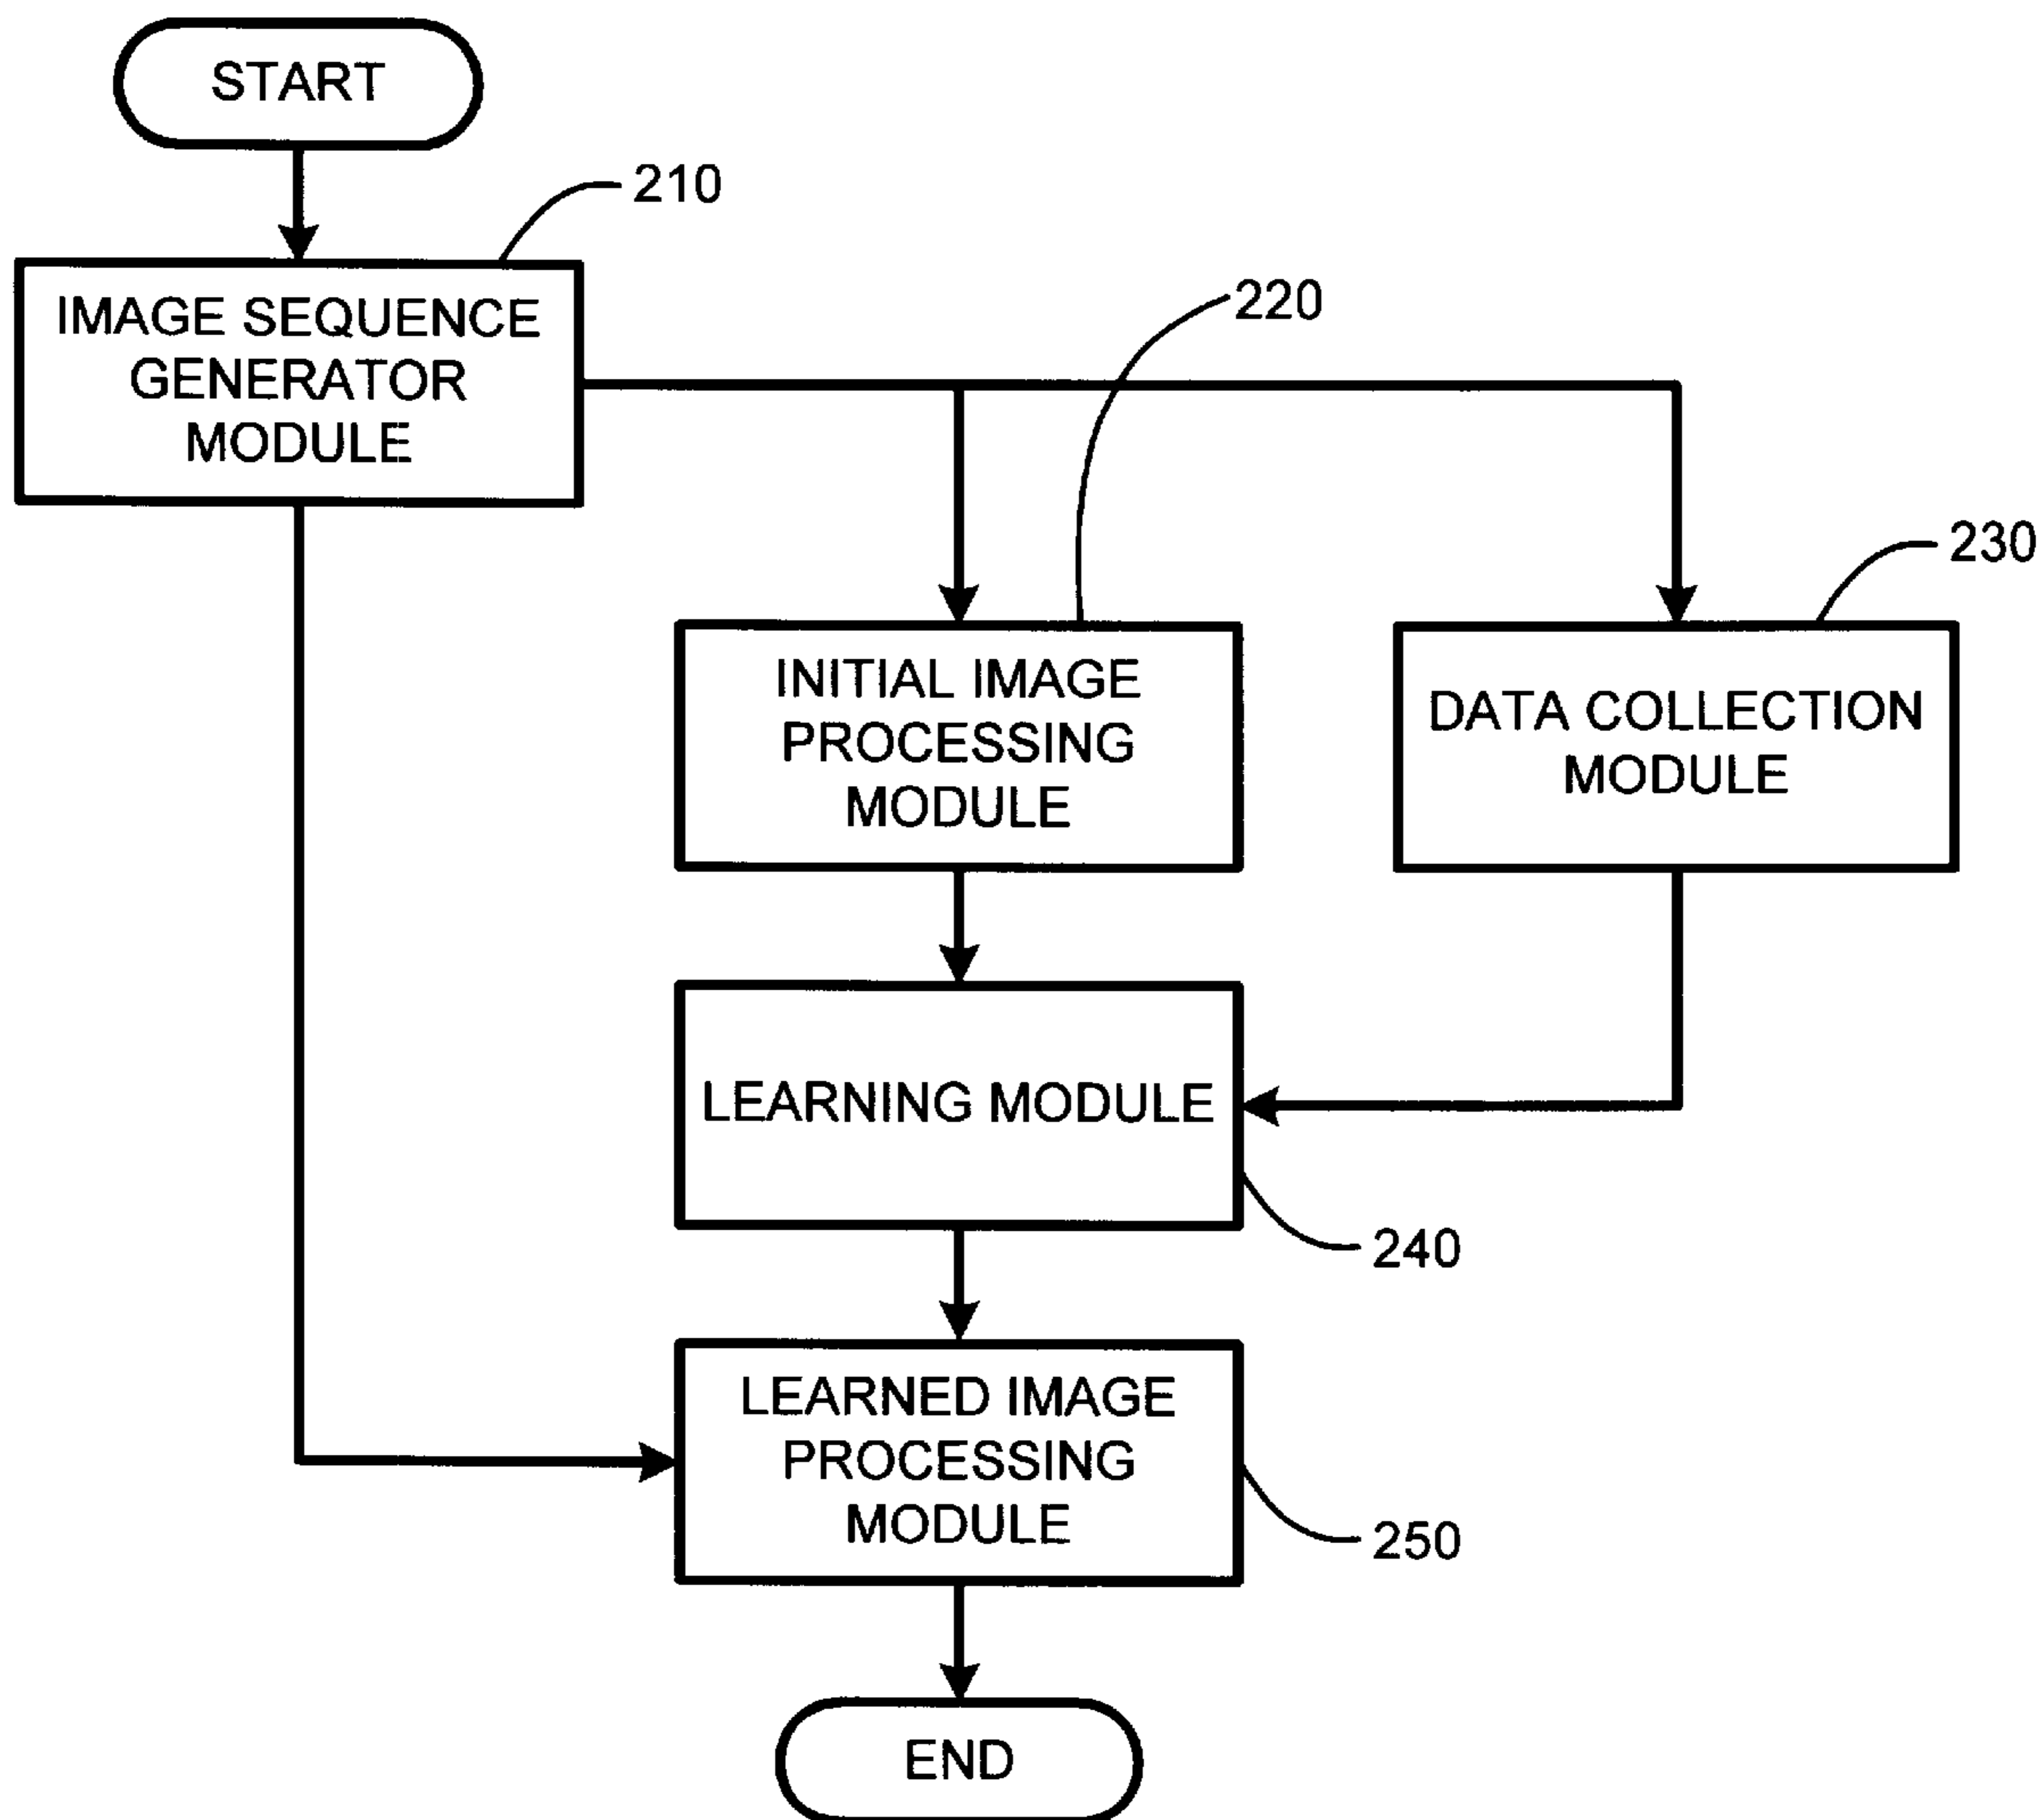 START
210
IMAGE SEQUENCE
GENERATOR
MODULE
220
230
INITIAL IMAGE
PROCESSING
MODULE
DATA COLLECTION
MODULE
LEARNING MODULE
240
LEARNED IMAGE
PROCESSING
MODULE
250
END